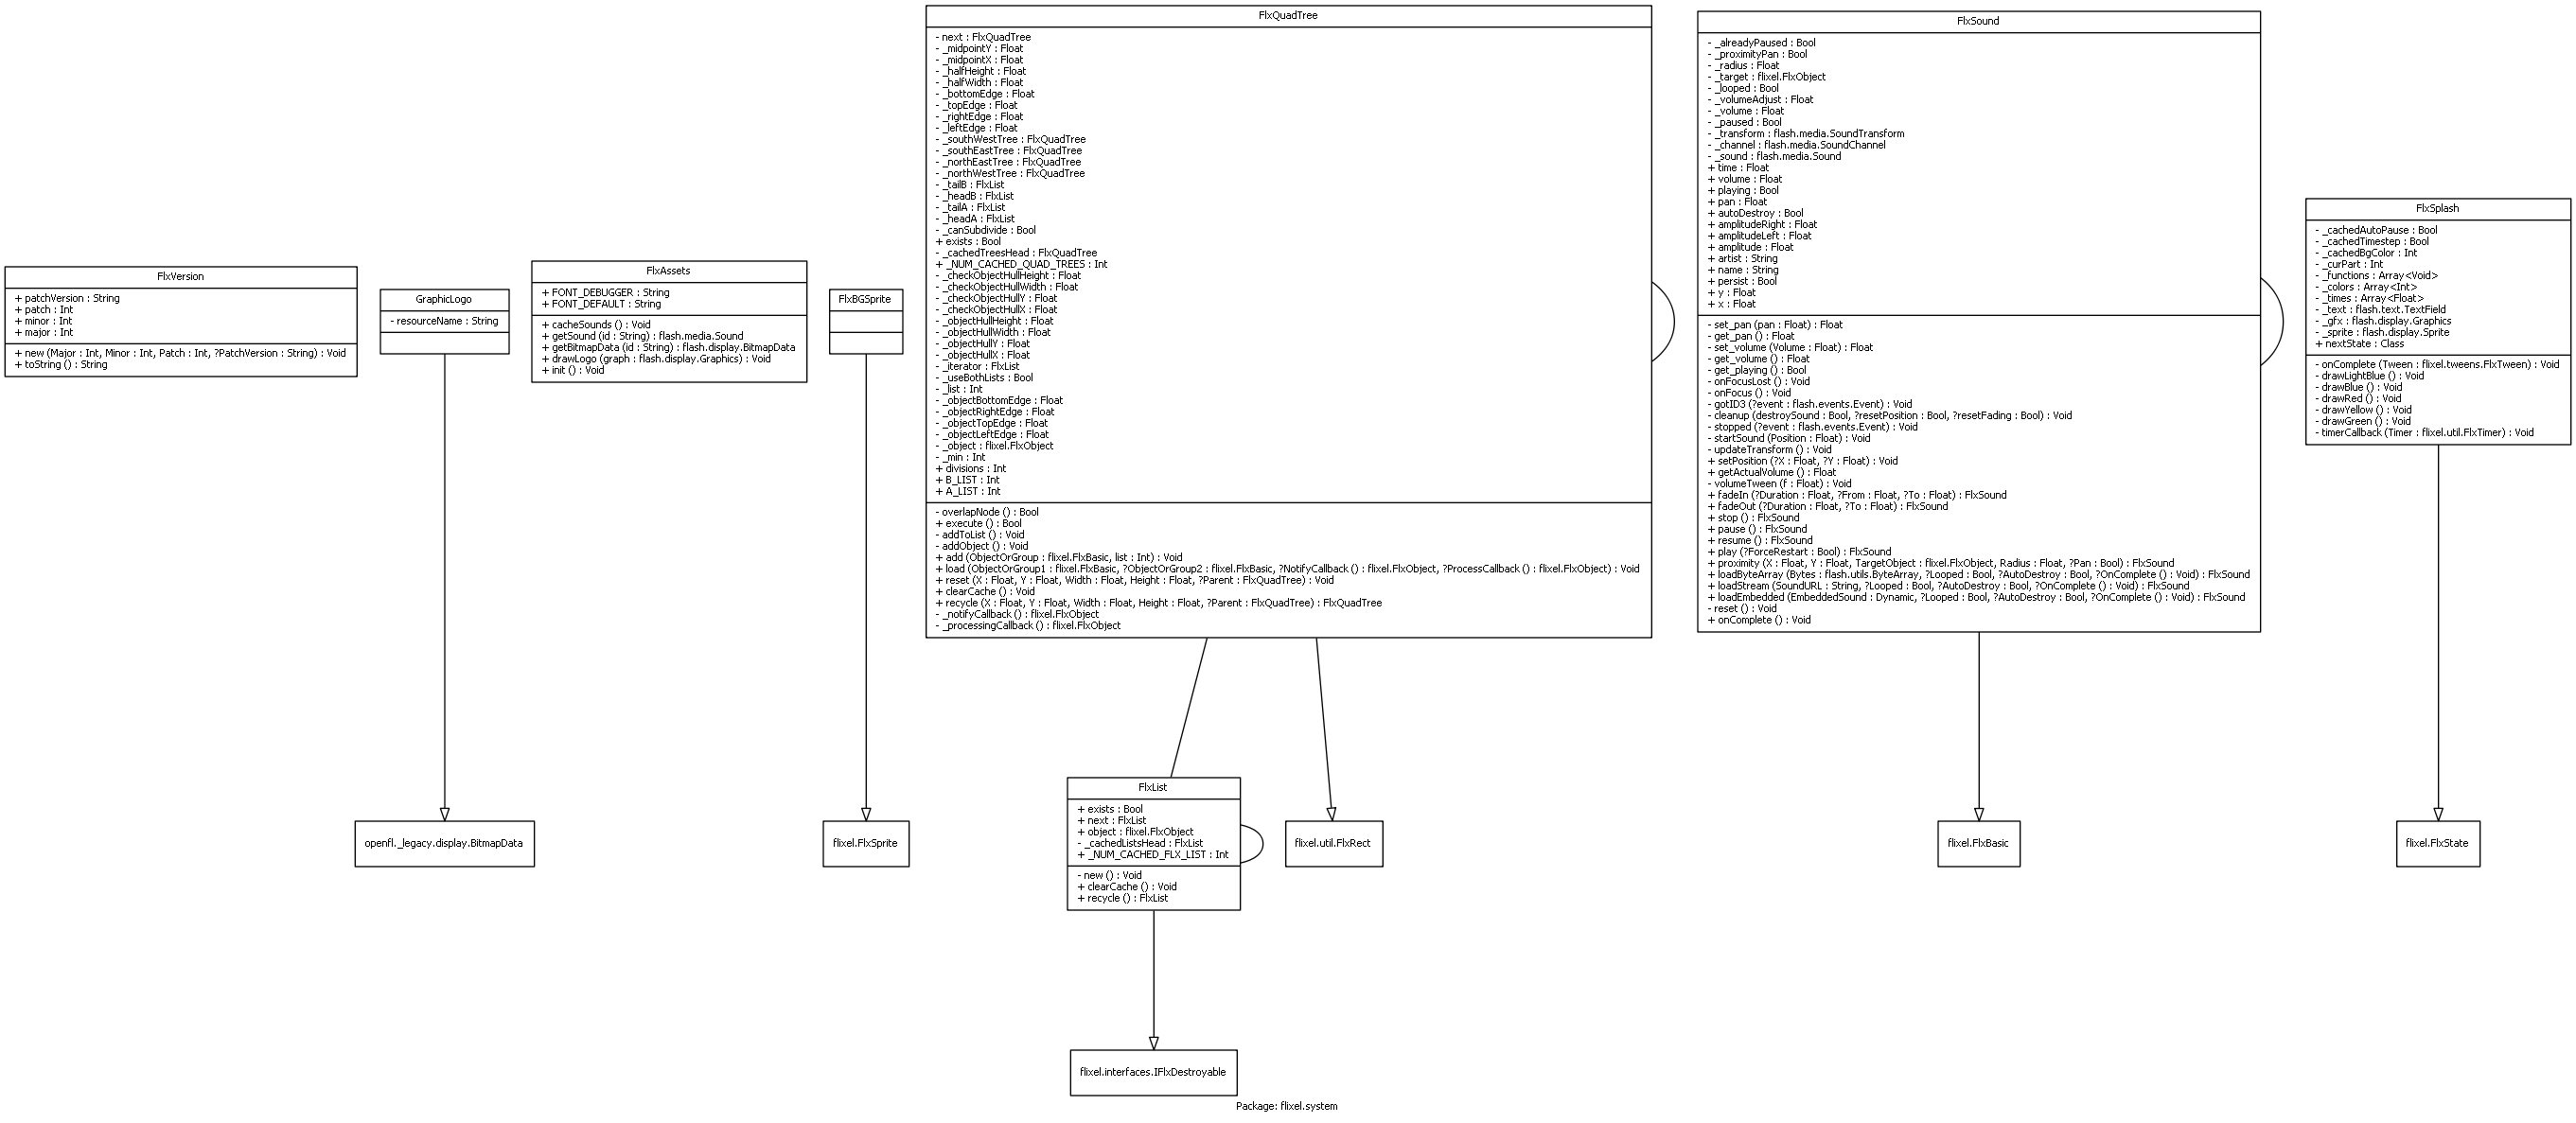 FlxVersion
+ patchVersion : String
+ patch : Int
+ minor : Int
+ major : Int
+ new (Major : Int, Minor : Int, Patch : Int, ?PatchVersion : String) : Void
+ toString () : String
GraphicLogo
- resourceName : String
openfl._legacy.display.BitmapData
FlxAssets
+ FONT_DEBUGGER : String
+ FONT_DEFAULT : String
+ cacheSounds () : Void
+ getSound (id : String) : flash.media.Sound
+ getBitmapData (id : String) : flash.display.BitmapData
+ drawLogo (graph : flash.display.Graphics) : Void
+ init () : Void
FlxBGSprite
flixel.FlxSprite
FlxQuadTree
- next : FlxQuadTree
- _midpointY : Float
- _midpointX : Float
- _halfHeight : Float
- _halfWidth : Float
- _bottomEdge : Float
- _topEdge : Float
- _rightEdge : Float
- _leftEdge : Float
- _southWestTree : FlxQuadTree
- _southEastTree : FlxQuadTree
- _northEastTree : FlxQuadTree
- _northWestTree : FlxQuadTree
- _tailB : FlxList
- _headB : FlxList
- _tailA : FlxList
- _headA : FlxList
- _canSubdivide : Bool
+ exists : Bool
- _cachedTreesHead : FlxQuadTree
+ _NUM_CACHED_QUAD_TREES : Int
- _checkObjectHullHeight : Float
- _checkObjectHullWidth : Float
- _checkObjectHullY : Float
- _checkObjectHullX : Float
- _objectHullHeight : Float
- _objectHullWidth : Float
- _objectHullY : Float
- _objectHullX : Float
- _iterator : FlxList
- _useBothLists : Bool
- _list : Int
- _objectBottomEdge : Float
- _objectRightEdge : Float
- _objectTopEdge : Float
- _objectLeftEdge : Float
- _object : flixel.FlxObject
- _min : Int
+ divisions : Int
+ B_LIST : Int
+ A_LIST : Int
- overlapNode () : Bool
+ execute () : Bool
- addToList () : Void
- addObject () : Void
+ add (ObjectOrGroup : flixel.FlxBasic, list : Int) : Void
+ load (ObjectOrGroup1 : flixel.FlxBasic, ?ObjectOrGroup2 : flixel.FlxBasic, ?NotifyCallback () : flixel.FlxObject, ?ProcessCallback () : flixel.FlxObject) : Void
+ reset (X : Float, Y : Float, Width : Float, Height : Float, ?Parent : FlxQuadTree) : Void
+ clearCache () : Void
+ recycle (X : Float, Y : Float, Width : Float, Height : Float, ?Parent : FlxQuadTree) : FlxQuadTree
- _notifyCallback () : flixel.FlxObject
- _processingCallback () : flixel.FlxObject
FlxList
+ exists : Bool
+ next : FlxList
+ object : flixel.FlxObject
- _cachedListsHead : FlxList
+ _NUM_CACHED_FLX_LIST : Int
- new () : Void
+ clearCache () : Void
+ recycle () : FlxList
flixel.util.FlxRect
flixel.interfaces.IFlxDestroyable
FlxSound
- _alreadyPaused : Bool
- _proximityPan : Bool
- _radius : Float
- _target : flixel.FlxObject
- _looped : Bool
- _volumeAdjust : Float
- _volume : Float
- _paused : Bool
- _transform : flash.media.SoundTransform
- _channel : flash.media.SoundChannel
- _sound : flash.media.Sound
+ time : Float
+ volume : Float
+ playing : Bool
+ pan : Float
+ autoDestroy : Bool
+ amplitudeRight : Float
+ amplitudeLeft : Float
+ amplitude : Float
+ artist : String
+ name : String
+ persist : Bool
+ y : Float
+ x : Float
- set_pan (pan : Float) : Float
- get_pan () : Float
- set_volume (Volume : Float) : Float
- get_volume () : Float
- get_playing () : Bool
- onFocusLost () : Void
- onFocus () : Void
- gotID3 (?event : flash.events.Event) : Void
- cleanup (destroySound : Bool, ?resetPosition : Bool, ?resetFading : Bool) : Void
- stopped (?event : flash.events.Event) : Void
- startSound (Position : Float) : Void
- updateTransform () : Void
+ setPosition (?X : Float, ?Y : Float) : Void
+ getActualVolume () : Float
- volumeTween (f : Float) : Void
+ fadeIn (?Duration : Float, ?From : Float, ?To : Float) : FlxSound
+ fadeOut (?Duration : Float, ?To : Float) : FlxSound
+ stop () : FlxSound
+ pause () : FlxSound
+ resume () : FlxSound
+ play (?ForceRestart : Bool) : FlxSound
+ proximity (X : Float, Y : Float, TargetObject : flixel.FlxObject, Radius : Float, ?Pan : Bool) : FlxSound
+ loadByteArray (Bytes : flash.utils.ByteArray, ?Looped : Bool, ?AutoDestroy : Bool, ?OnComplete () : Void) : FlxSound
+ loadStream (SoundURL : String, ?Looped : Bool, ?AutoDestroy : Bool, ?OnComplete () : Void) : FlxSound
+ loadEmbedded (EmbeddedSound : Dynamic, ?Looped : Bool, ?AutoDestroy : Bool, ?OnComplete () : Void) : FlxSound
- reset () : Void
+ onComplete () : Void
flixel.FlxBasic
FlxSplash
- _cachedAutoPause : Bool
- _cachedTimestep : Bool
- _cachedBgColor : Int
- _curPart : Int
- _functions : Array<Void>
- _colors : Array<Int>
- _times : Array<Float>
- _text : flash.text.TextField
- _gfx : flash.display.Graphics
- _sprite : flash.display.Sprite
+ nextState : Class
- onComplete (Tween : flixel.tweens.FlxTween) : Void
- drawLightBlue () : Void
- drawBlue () : Void
- drawRed () : Void
- drawYellow () : Void
- drawGreen () : Void
- timerCallback (Timer : flixel.util.FlxTimer) : Void
flixel.FlxState
Package: flixel.system